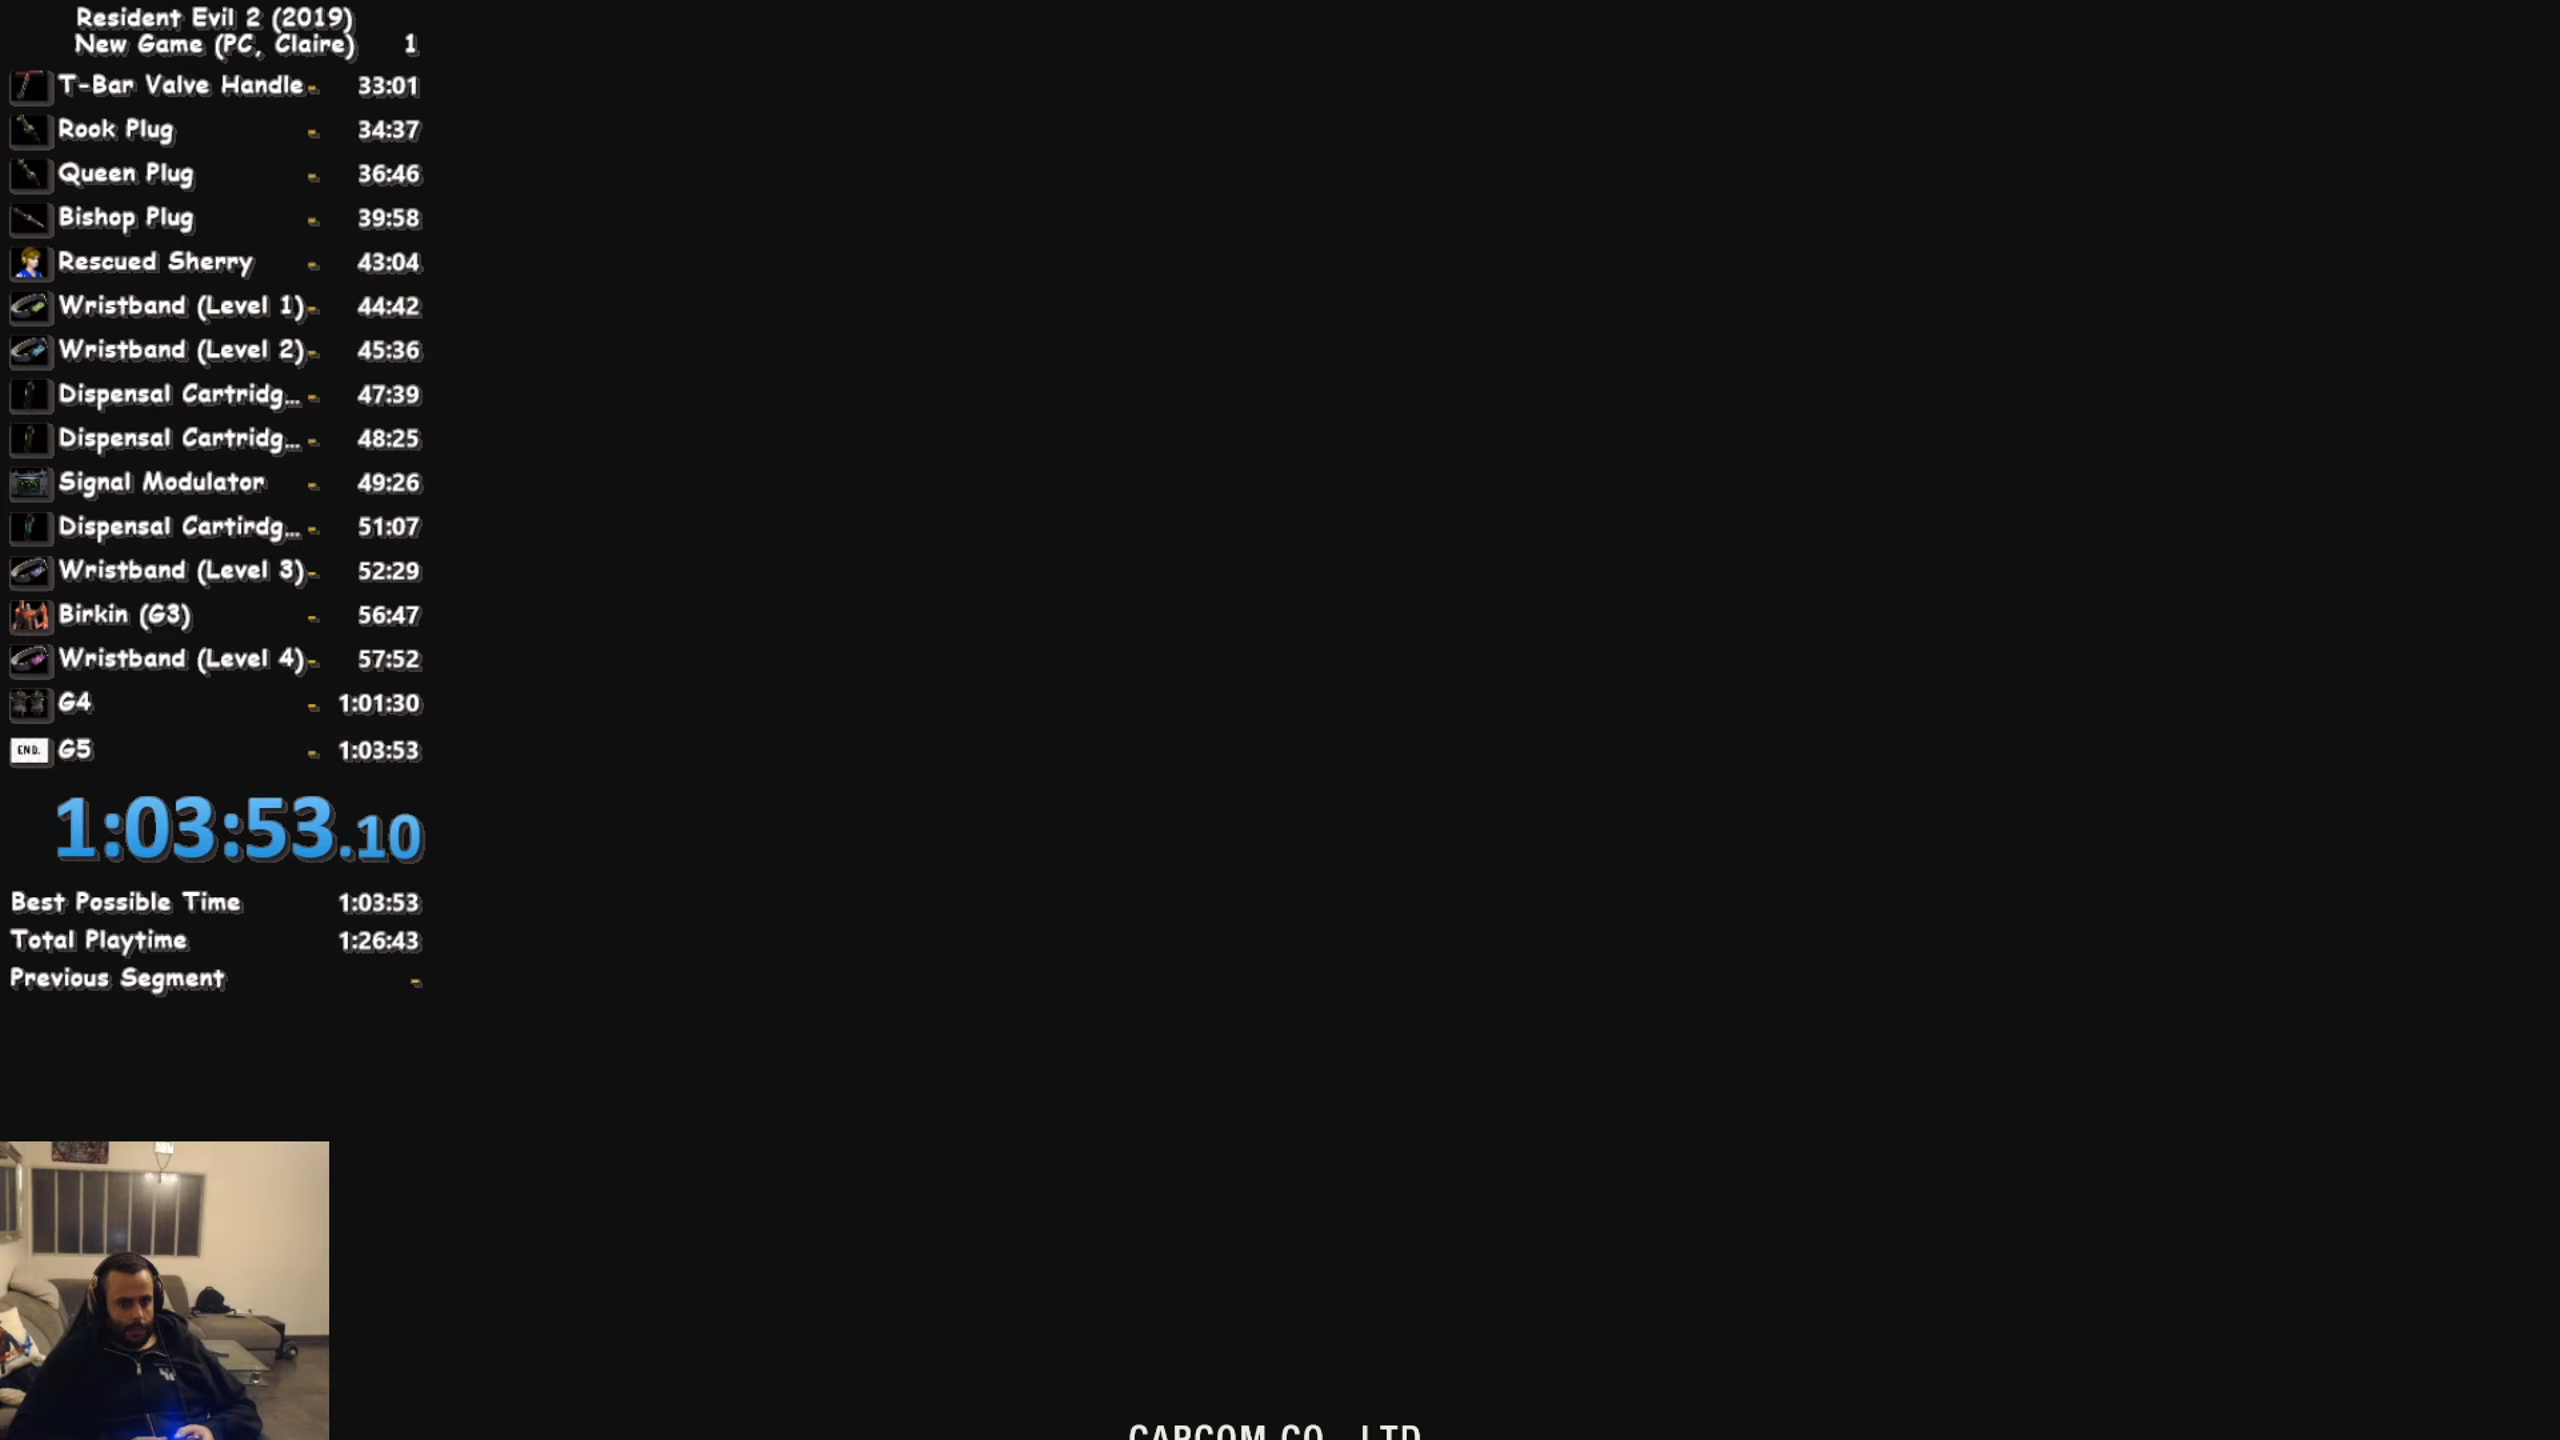 Resident Evil 2 (2019)
New Game (PC, Claire) 1
T-Bar Valve Handle - 33:01
Rook Plug - 34:37
Queen Plug - 36:46
Bishop Plug - 39:58
Rescued Sherry - 43:04
Wristband (Level 1) - 44:42
Wristband (Level 2) - 45:36
Dispensal Cartridg... - 47:39
Dispensal Cartridg... - 48:25
Signal Modulator - 49:26
Dispensal Cartirdg... - 51:07
Wristband (Level 3) - 52:29
Birkin (G3) - 56:47
Wristband (Level 4) - 57:52
G4 - 1:01:30
END. G5 - 1:03:53
1:03:53.10
Best Possible Time 1:03:53
Total Playtime 1:26:43
Previous Segment -
CAPCOM CO., LTD.